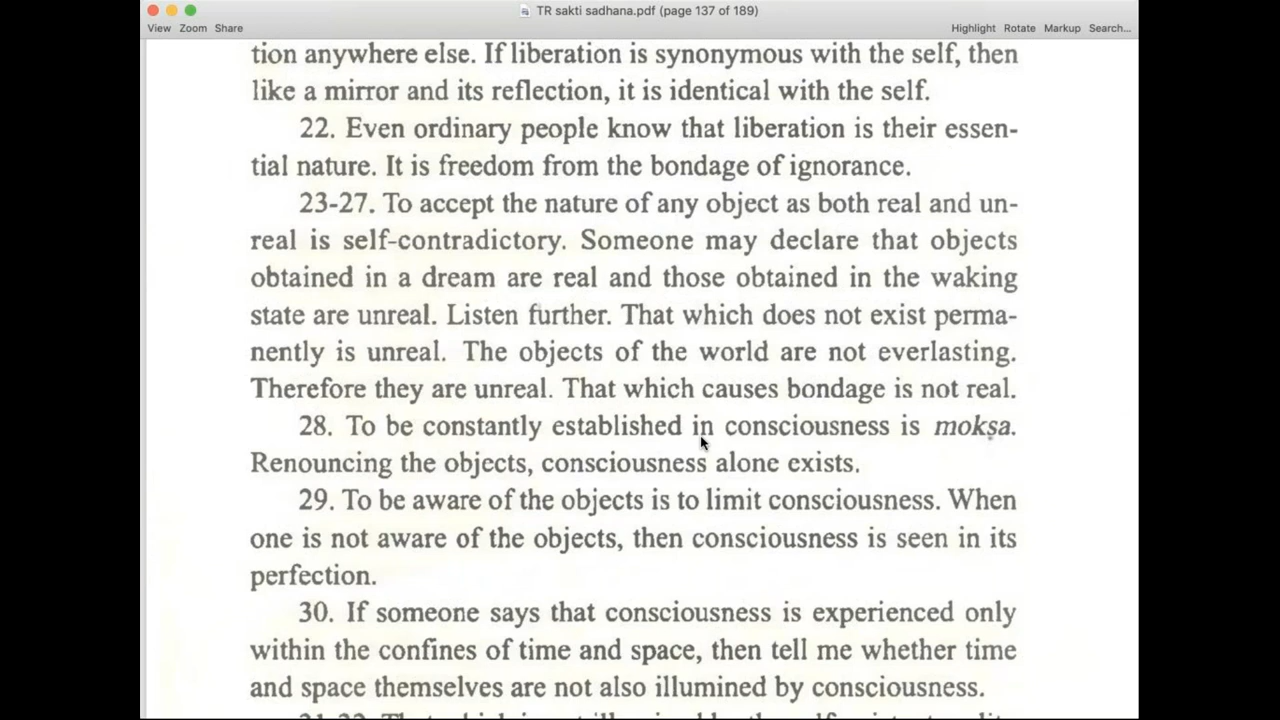 TR sakti sadhana.pdf (page 137 of 189)
View Zoom Share Highlight Rotate Markup Search...
tion anywhere else. If liberation is synonymous with the self, then
like a mirror and its reflection, it is identical with the self.
22. Even ordinary people know that liberation is their essen-
tial nature. It is freedom from the bondage of ignorance.
23-27. To accept the nature of any object as both real and un-
real is self-contradictory. Someone may declare that objects
obtained in a dream are real and those obtained in the waking
state are unreal. Listen further. That which does not exist perma-
nently is unreal. The objects of the world are not everlasting.
Therefore they are unreal. That which causes bondage is not real.
28. To be constantly established in consciousness is mokṣa.
Renouncing the objects, consciousness alone exists.
29. To be aware of the objects is to limit consciousness. When
one is not aware of the objects, then consciousness is seen in its
perfection.
30. If someone says that consciousness is experienced only
within the confines of time and space, then tell me whether time
and space themselves are not also illumined by consciousness.